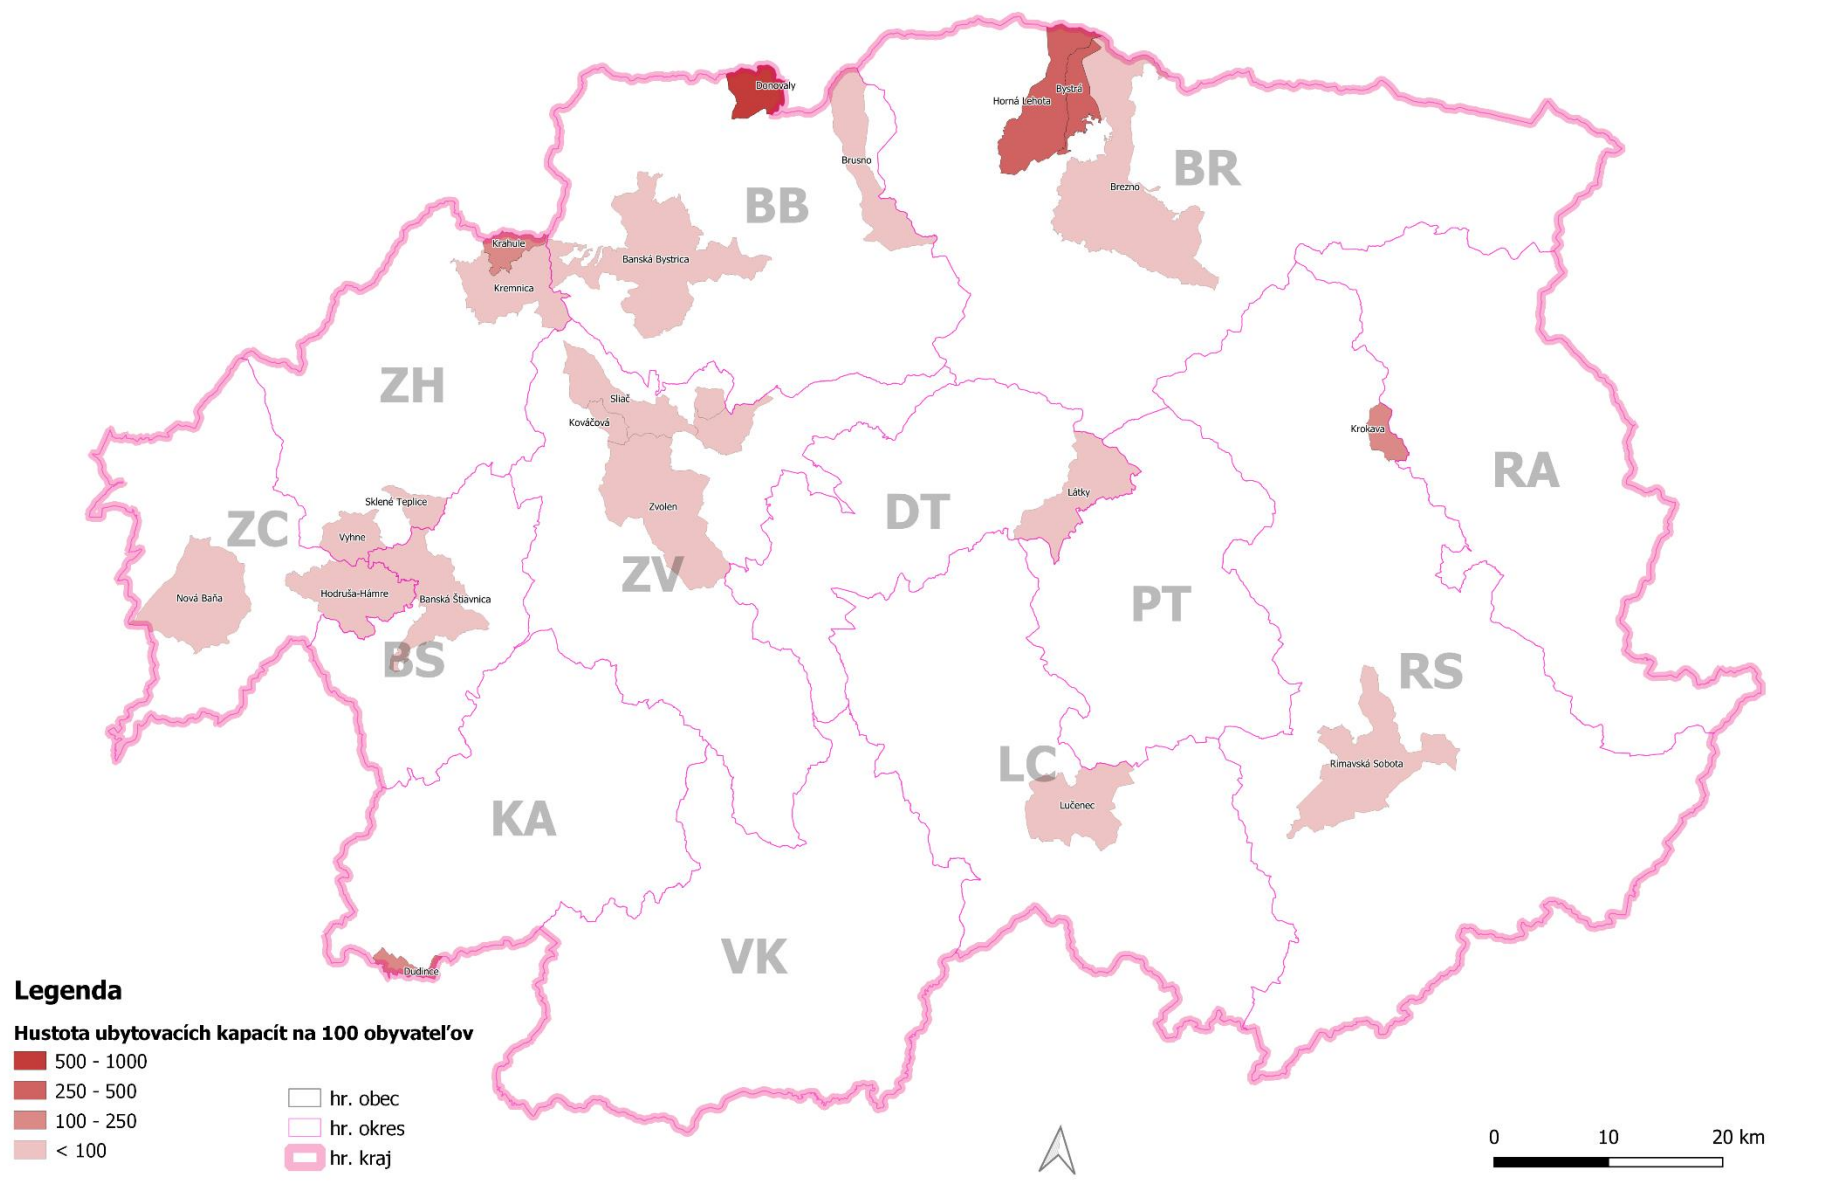 Donovaly
Bystrá
Horná Lehota
Brusno
BR
Brezno
BB
Krahule
Banská Bystrica
Kremnica
ZH
Sliač
Kováčová
Krokava
RA
Sklené Teplice
Látky
Zvolen
DT
ZC
Vyhne
ZV
Hodruša-Hámre
Nová Baňa
Banská Štiavnica
PT
BS
RS
LC
Rimavská Sobota
Lučenec
KA
VK
Dudince
Legenda
Hustota ubytovacích kapacít na 100 obyvateľov
500 - 1000
250 - 500
100 - 250
< 100
hr. obec
hr. okres
hr. kraj
0 10 20 km